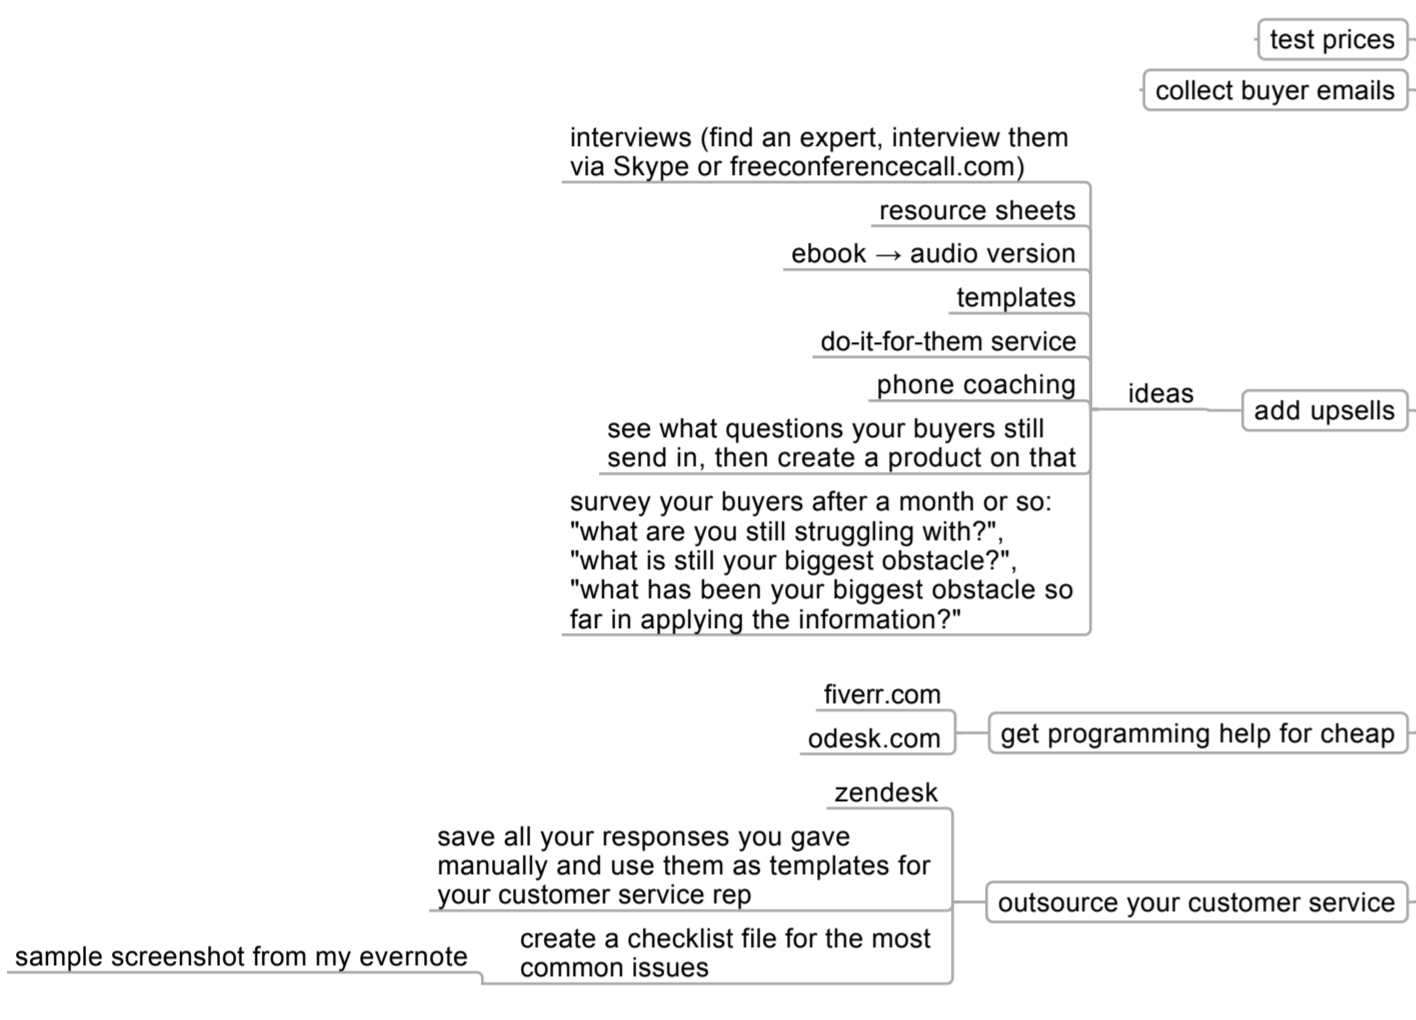 test prices
collect buyer emails
interviews (find an expert, interview them
via Skype or freeconferencecall.com)
resource sheets
ebook → audio version
templates
do-it-for-them service
phone coaching
see what questions your buyers still
send in, then create a product on that
survey your buyers after a month or so:
"what are you still struggling with?",
"what is still your biggest obstacle?",
"what has been your biggest obstacle so
far in applying the information?"
ideas
add upsells
fiverr.com
odesk.com
get programming help for cheap
zendesk
save all your responses you gave
manually and use them as templates for
your customer service rep
create a checklist file for the most
common issues
sample screenshot from my evernote
outsource your customer service